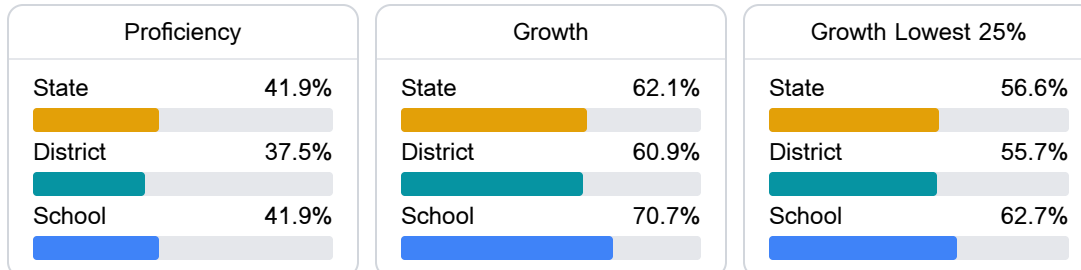 Proficiency
State 41.9%
District 37.5%
School 41.9%
Growth
State 62.1%
District 60.9%
School 70.7%
Growth Lowest 25%
State 56.6%
District 55.7%
School 62.7%